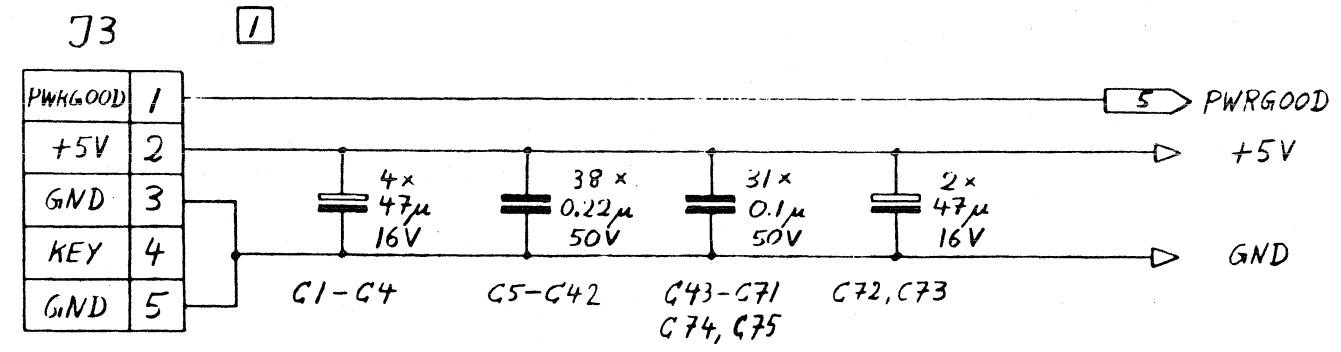 J3
1
PWRGOOD 1
+5V 2
GND 3
KEY 4
GND 5
5 PWRGOOD
+5V
GND
4×
47µ
16V
38×
0.22µ
50V
31×
0.1µ
50V
2×
47µ
16V
C1-C4
C5-C42
C43-C71
C74, C75
C72, C73